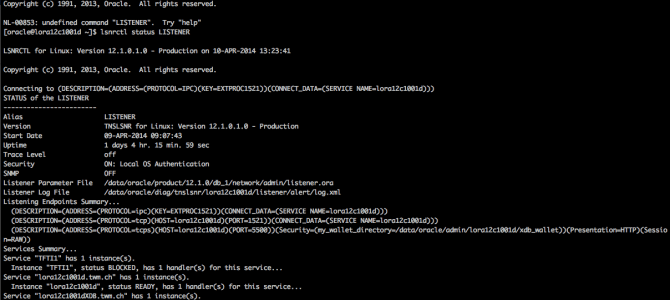 Copyright (c) 1991, 2013, Oracle.  All rights reserved.
NL-00853: undefined command "LISTENER".  Try "help"
[oracle@lora12c1001d ~]$ lsnrctl status LISTENER
LSNRCTL for Linux: Version 12.1.0.1.0 - Production on 10-APR-2014 13:23:41
Copyright (c) 1991, 2013, Oracle.  All rights reserved.
Connecting to (DESCRIPTION=(ADDRESS=(PROTOCOL=IPC)(KEY=EXTPROC1521))(CONNECT_DATA=(SERVICE NAME=lora12c1001d)))
STATUS of the LISTENER
------------------------
Alias                     LISTENER
Version                   TNSLSNR for Linux: Version 12.1.0.1.0 - Production
Start Date                09-APR-2014 09:07:43
Uptime                    1 days 4 hr. 15 min. 59 sec
Trace Level               off
Security                  ON: Local OS Authentication
SNMP                      OFF
Listener Parameter File   /data/oracle/product/12.1.0/db_1/network/admin/listener.ora
Listener Log File         /data/oracle/diag/tnslsnr/lora12c1001d/listener/alert/log.xml
Listening Endpoints Summary...
  (DESCRIPTION=(ADDRESS=(PROTOCOL=ipc)(KEY=EXTPROC1521))(CONNECT_DATA=(SERVICE NAME=lora12c1001d)))
  (DESCRIPTION=(ADDRESS=(PROTOCOL=tcp)(HOST=lora12c1001d)(PORT=1521))(CONNECT_DATA=(SERVICE NAME=lora12c1001d)))
  (DESCRIPTION=(ADDRESS=(PROTOCOL=tcps)(HOST=lora12c1001d)(PORT=5500))(Security=(my_wallet_directory=/data/oracle/admin/lora12c1001d/xdb_wallet))(Presentation=HTTP)(Sessio
n=RAW))
Services Summary...
Service "TFTI1" has 1 instance(s).
  Instance "TFTI1", status BLOCKED, has 1 handler(s) for this service...
Service "lora12c1001d.twm.ch" has 1 instance(s).
  Instance "lora12c1001d", status READY, has 1 handler(s) for this service...
Service "lora12c1001dXDB.twm.ch" has 1 instance(s).